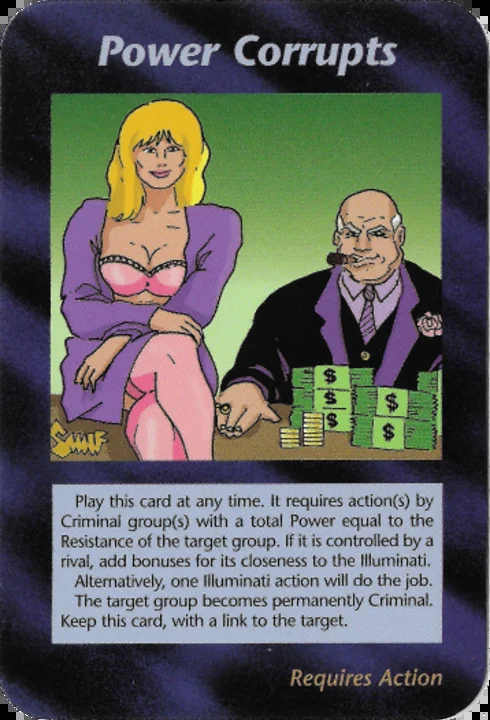 Power Corrupts
$
$
$
$
$
SHAIF
Play this card at any time. It requires action(s) by
Criminal group(s) with a total Power equal to the
Resistance of the target group. If it is controlled by a
rival, add bonuses for its closeness to the Illuminati.
Alternatively, one Illuminati action will do the job.
The target group becomes permanently Criminal.
Keep this card, with a link to the target.
Requires Action